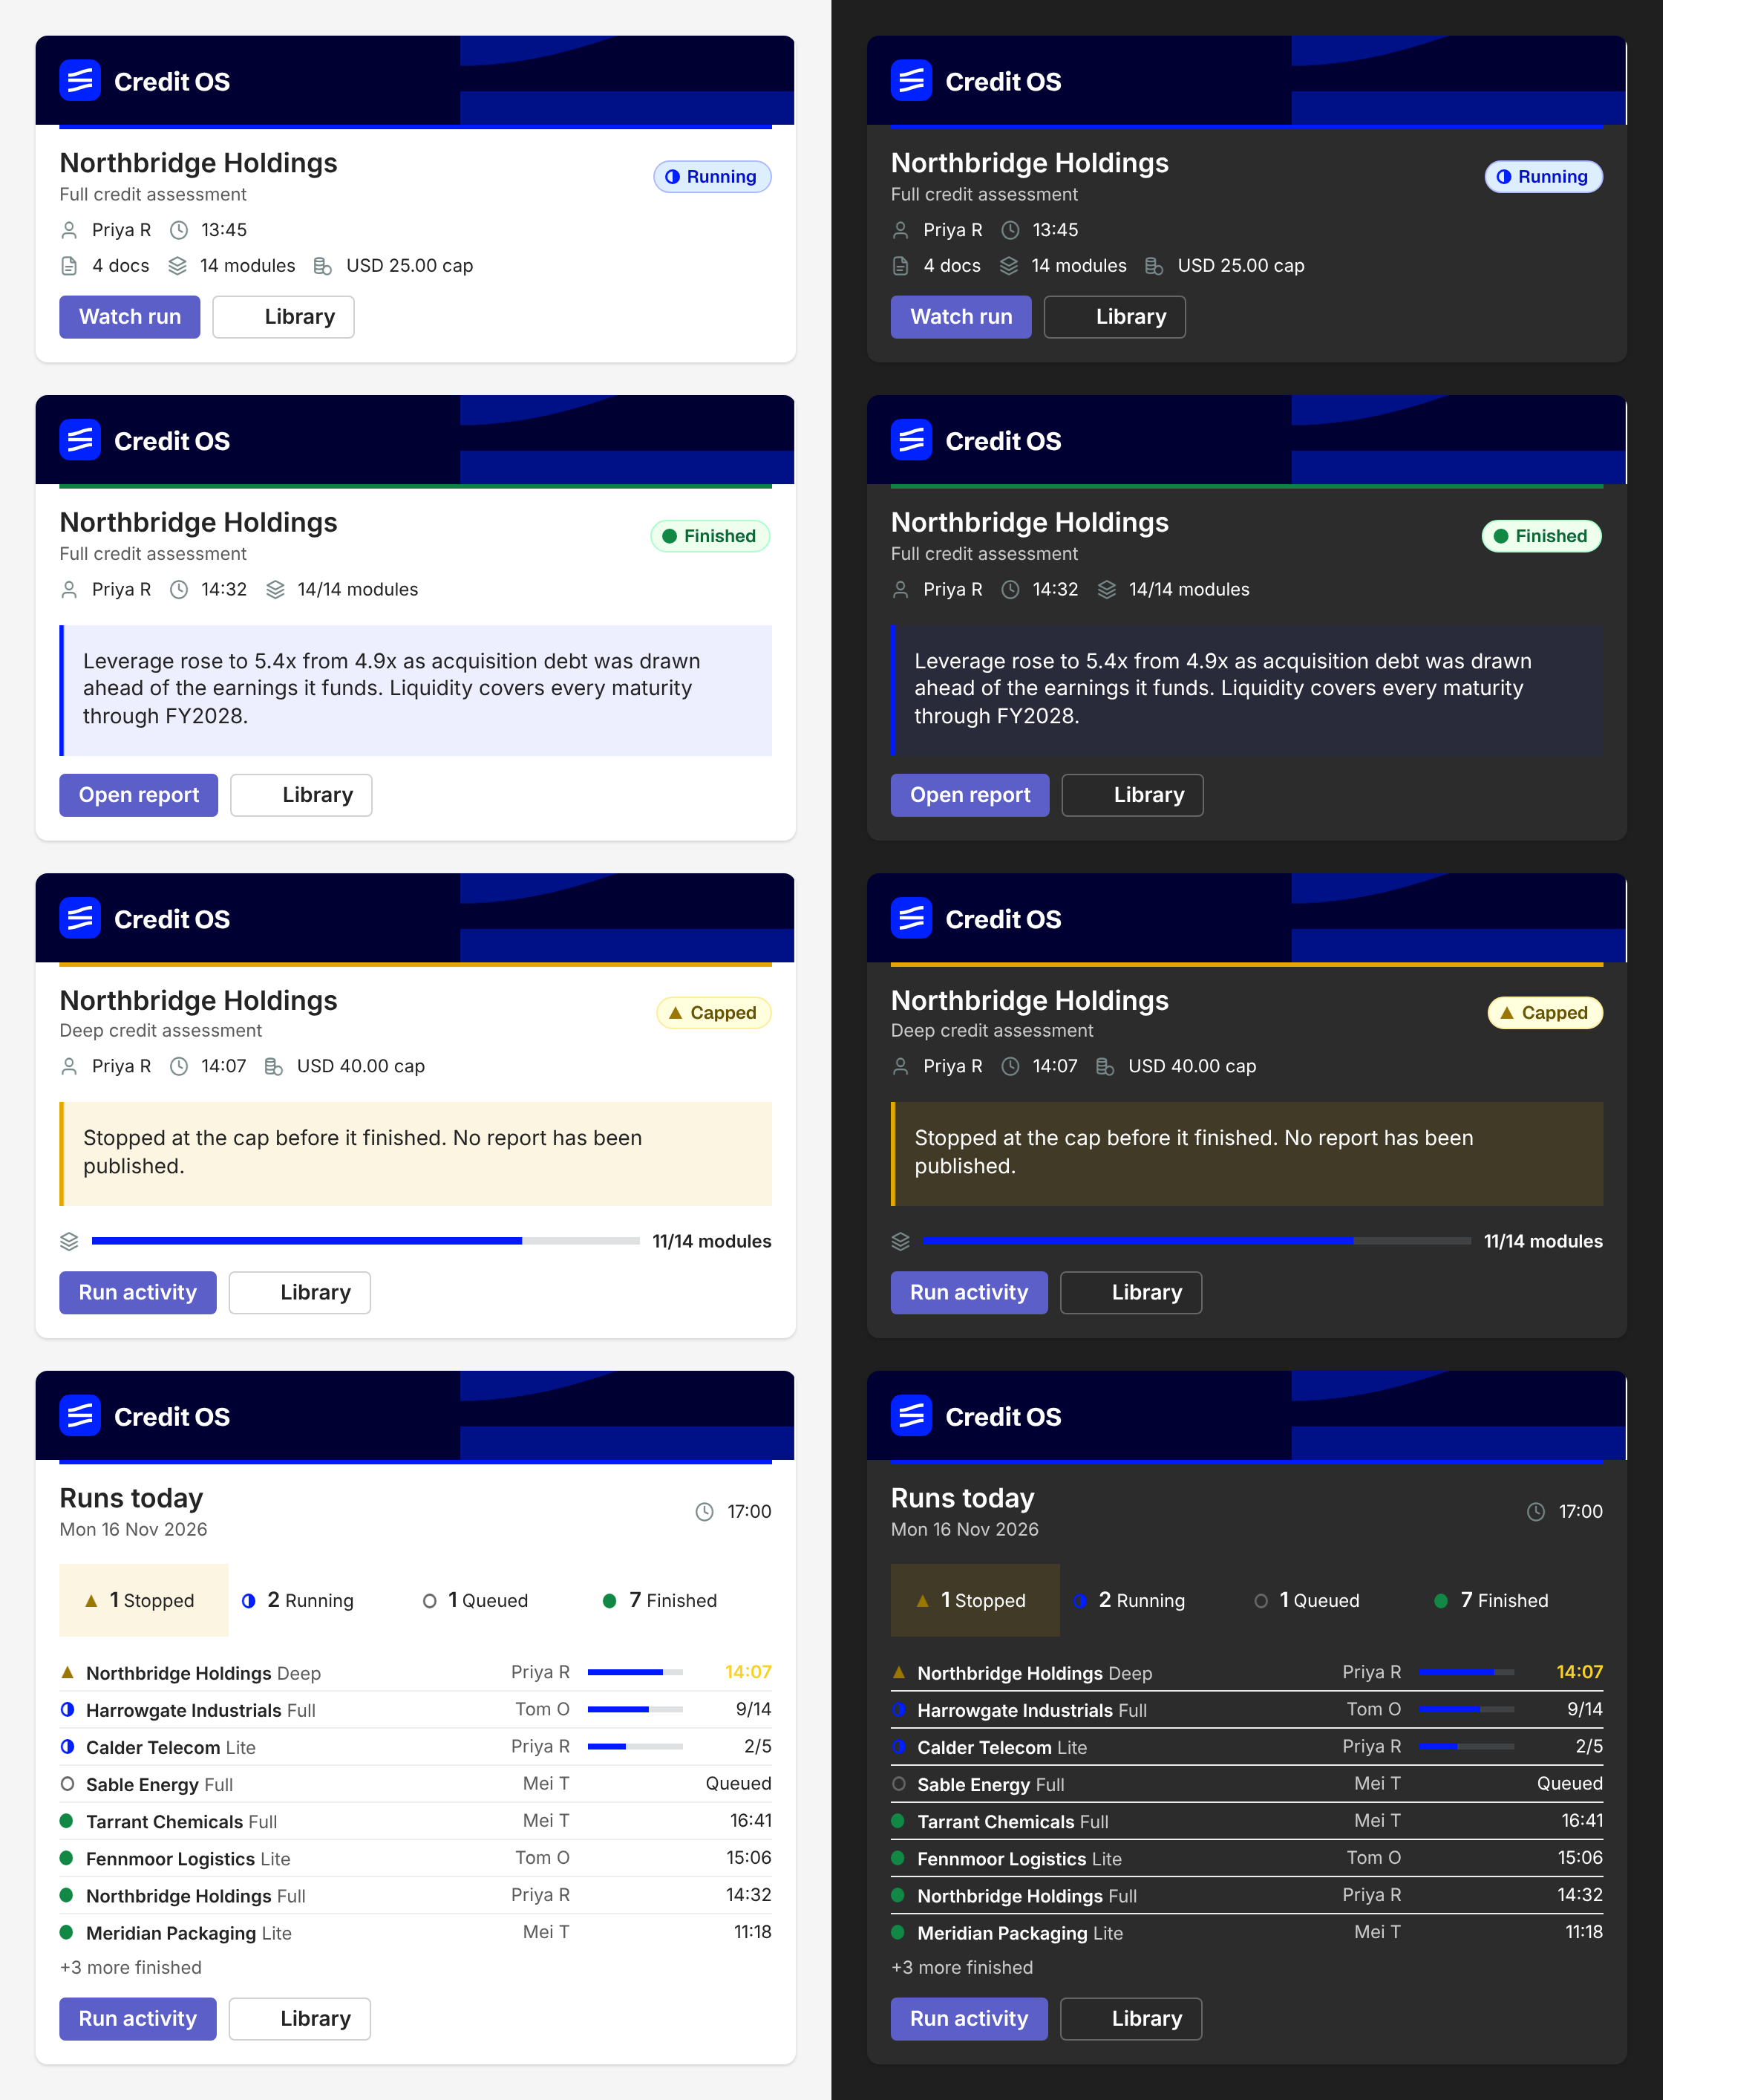 Credit OS
Northbridge Holdings
Running
Full credit assessment
Priya R 13:45
4 docs 14 modules USD 25.00 cap
Watch run Library
Credit OS
Northbridge Holdings
Finished
Full credit assessment
Priya R 14:32 14/14 modules
Leverage rose to 5.4x from 4.9x as acquisition debt was drawn
ahead of the earnings it funds. Liquidity covers every maturity
through FY2028.
Open report Library
Credit OS
Northbridge Holdings
Capped
Deep credit assessment
Priya R 14:07 USD 40.00 cap
Stopped at the cap before it finished. No report has been
published.
11/14 modules
Run activity Library
Credit OS
Runs today
17:00
Mon 16 Nov 2026
1 Stopped 2 Running 1 Queued 7 Finished
Northbridge Holdings Deep Priya R 14:07
Harrowgate Industrials Full Tom O 9/14
Calder Telecom Lite Priya R 2/5
Sable Energy Full Mei T Queued
Tarrant Chemicals Full Mei T 16:41
Fennmoor Logistics Lite Tom O 15:06
Northbridge Holdings Full Priya R 14:32
Meridian Packaging Lite Mei T 11:18
+3 more finished
Run activity Library
Credit OS
Northbridge Holdings
Running
Full credit assessment
Priya R 13:45
4 docs 14 modules USD 25.00 cap
Watch run Library
Credit OS
Northbridge Holdings
Finished
Full credit assessment
Priya R 14:32 14/14 modules
Leverage rose to 5.4x from 4.9x as acquisition debt was drawn
ahead of the earnings it funds. Liquidity covers every maturity
through FY2028.
Open report Library
Credit OS
Northbridge Holdings
Capped
Deep credit assessment
Priya R 14:07 USD 40.00 cap
Stopped at the cap before it finished. No report has been
published.
11/14 modules
Run activity Library
Credit OS
Runs today
17:00
Mon 16 Nov 2026
1 Stopped 2 Running 1 Queued 7 Finished
Northbridge Holdings Deep Priya R 14:07
Harrowgate Industrials Full Tom O 9/14
Calder Telecom Lite Priya R 2/5
Sable Energy Full Mei T Queued
Tarrant Chemicals Full Mei T 16:41
Fennmoor Logistics Lite Tom O 15:06
Northbridge Holdings Full Priya R 14:32
Meridian Packaging Lite Mei T 11:18
+3 more finished
Run activity Library